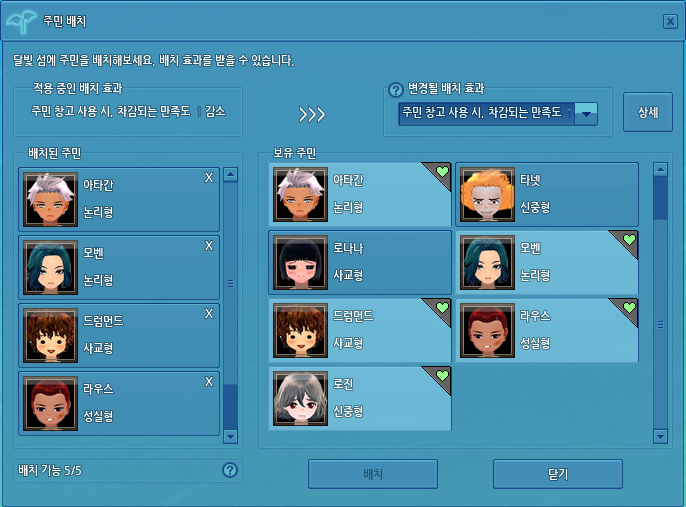 주민 배치
달빛 섬에 주민을 배치해보세요. 배치 효과를 받을 수 있습니다.
적용 중인 배치 효과
주민 창고 사용 시, 차감되는 만족도 감소
>>>
변경될 배치 효과
주민 창고 사용 시, 차감되는 만족도
상세
배치된 주민
아타간
논리형
모벤
논리형
드럼먼드
사교형
라우스
성실형
배치 가능 5/5
보유 주민
아타간
논리형
타넷
신중형
로나나
사교형
모벤
논리형
드럼먼드
사교형
라우스
성실형
로진
신중형
배치
닫기